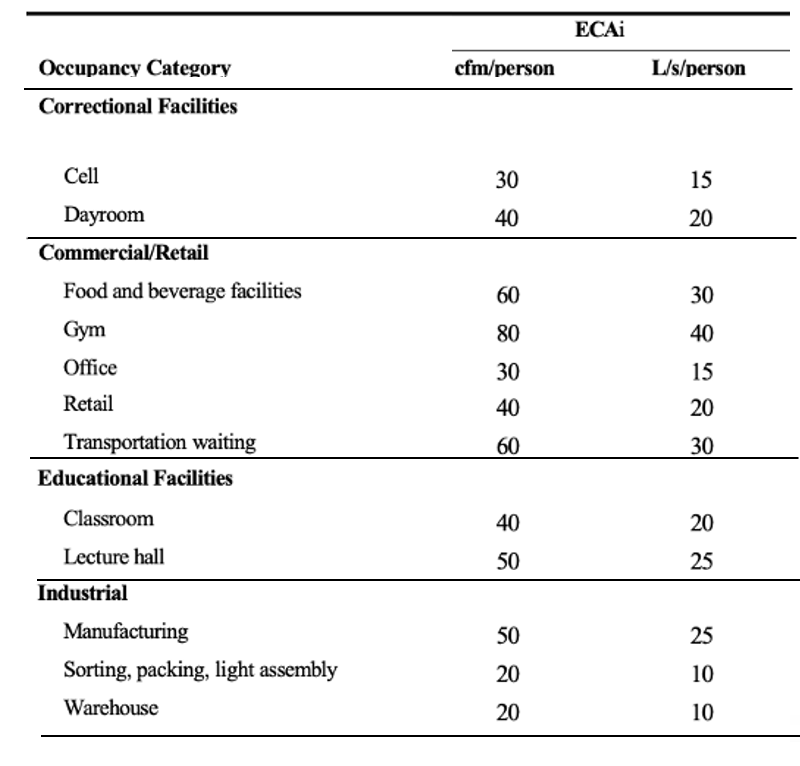 ECAi
Occupancy Category cfm/person L/s/person
Correctional Facilities
Cell 30 15
Dayroom 40 20
Commercial/Retail
Food and beverage facilities 60 30
Gym 80 40
Office 30 15
Retail 40 20
Transportation waiting 60 30
Educational Facilities
Classroom 40 20
Lecture hall 50 25
Industrial
Manufacturing 50 25
Sorting, packing, light assembly 20 10
Warehouse 20 10